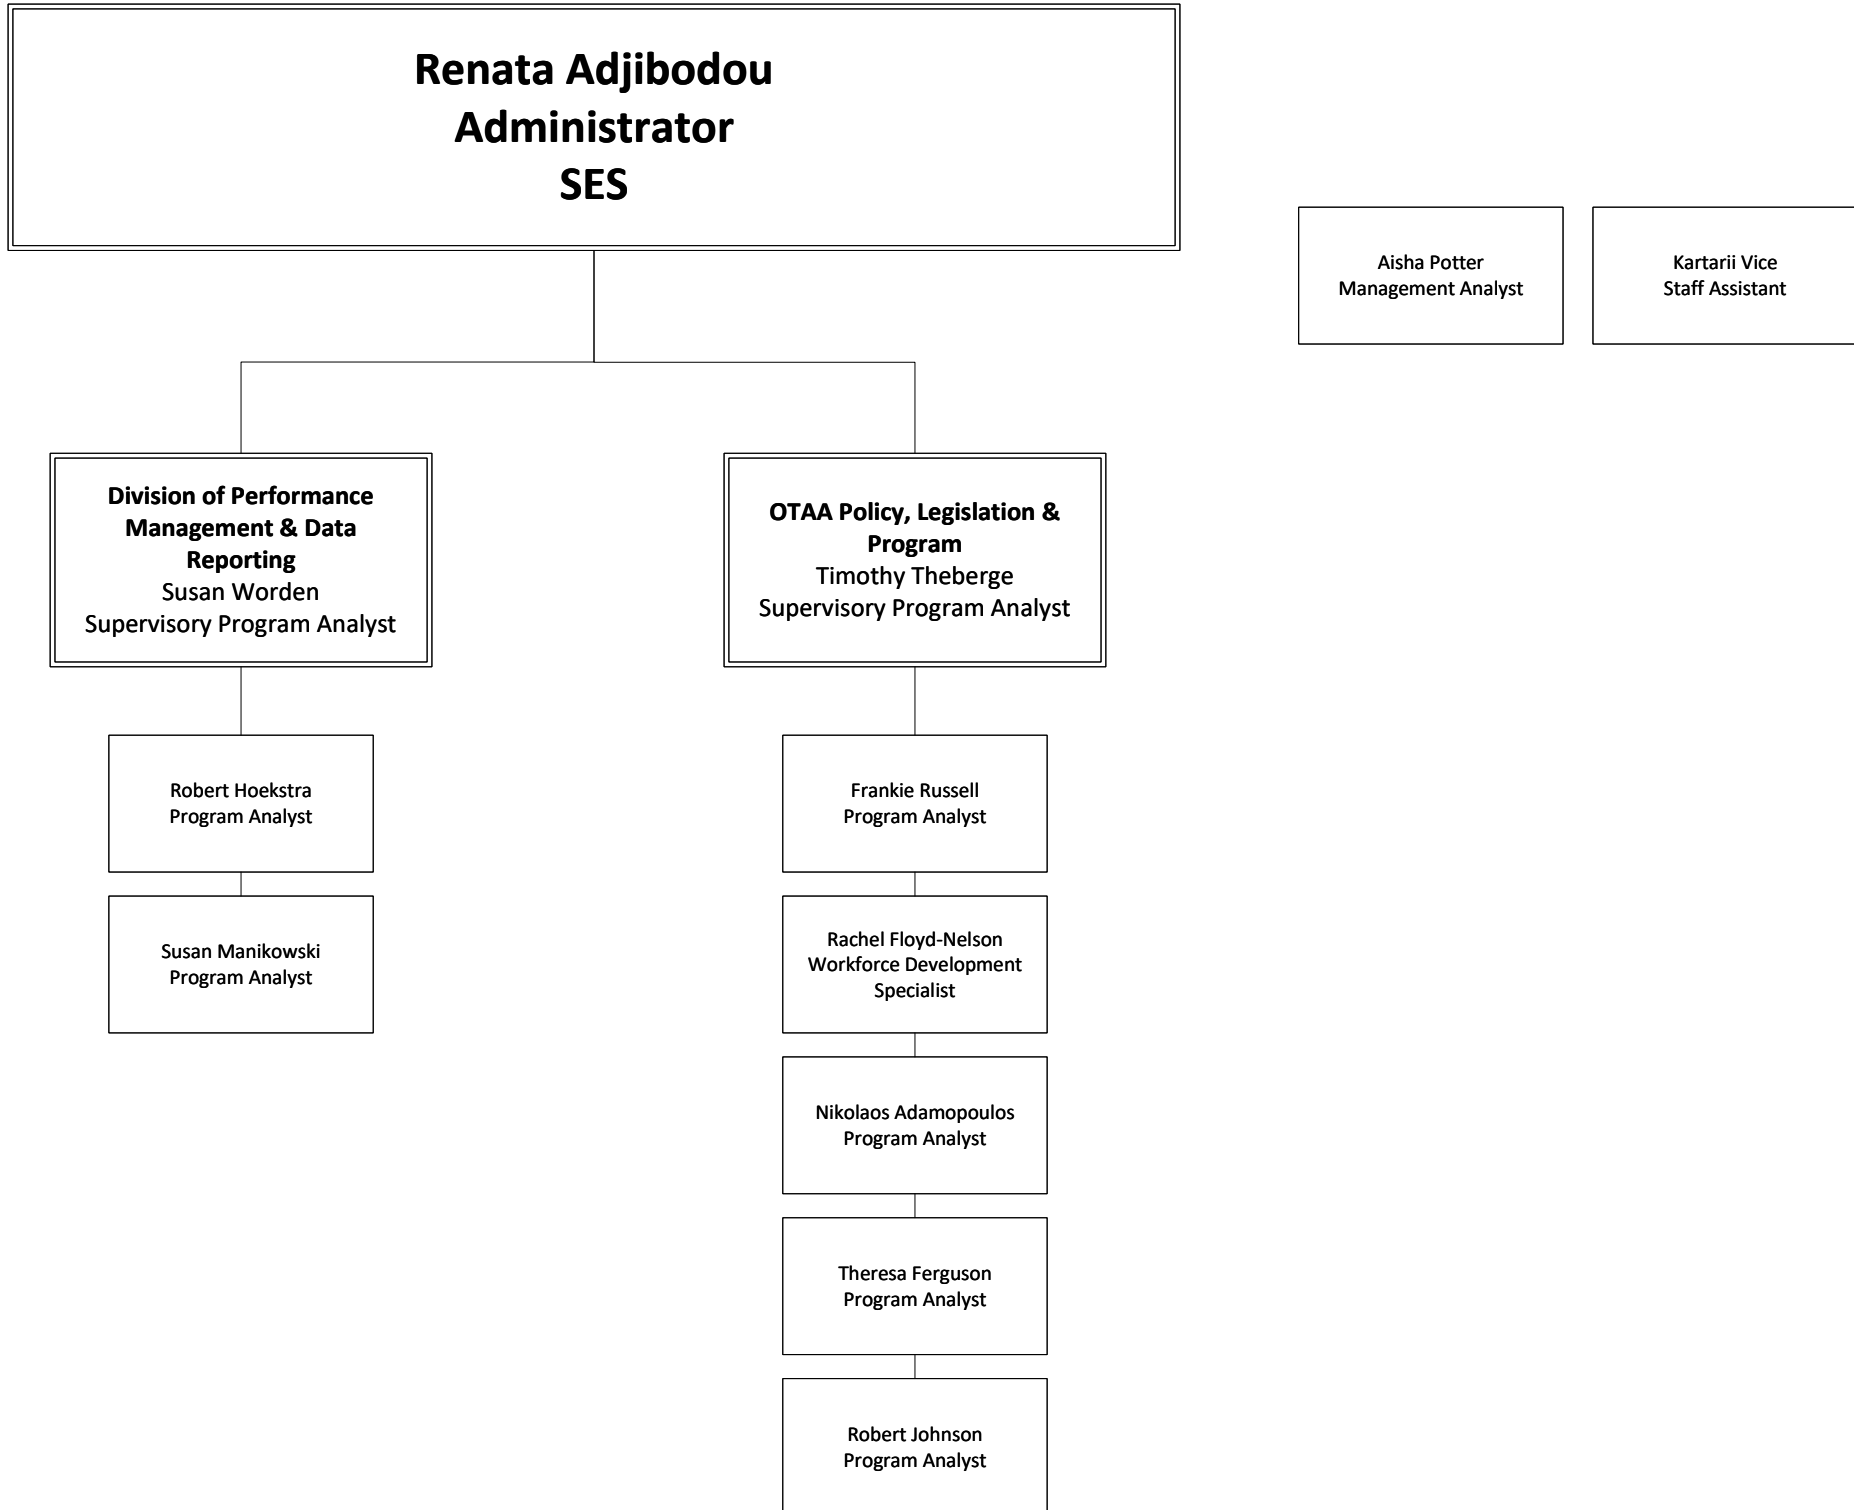 Renata Adjibodou
Administrator
SES
Aisha Potter
Management Analyst
Kartarii Vice
Staff Assistant
Division of Performance
Management & Data
Reporting
Susan Worden
Supervisory Program Analyst
OTAA Policy, Legislation &
Program
Timothy Theberge
Supervisory Program Analyst
Robert Hoekstra
Program Analyst
Susan Manikowski
Program Analyst
Frankie Russell
Program Analyst
Rachel Floyd-Nelson
Workforce Development
Specialist
Nikolaos Adamopoulos
Program Analyst
Theresa Ferguson
Program Analyst
Robert Johnson
Program Analyst